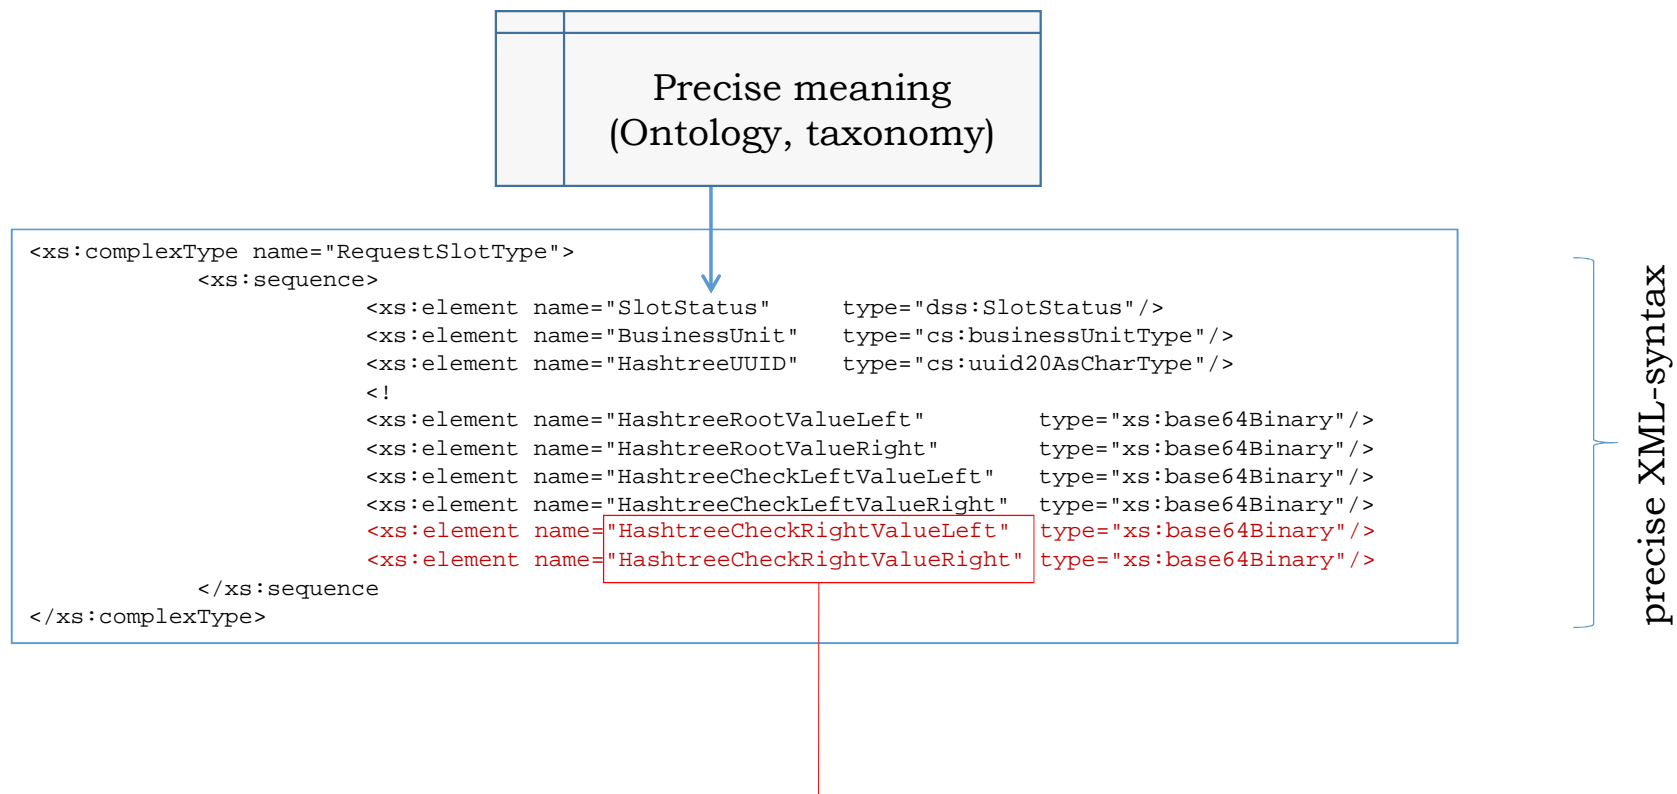 Precise meaning
(Ontology, taxonomy)
<xs:complexType name="RequestSlotType">
<xs:sequence>
<xs:element name="SlotStatus" type="dss:SlotStatus"/>
<xs:element name="BusinessUnit" type="cs:businessUnitType"/>
<xs:element name="HashtreeUUID" type="cs:uuid20AsCharType"/>
<!
<xs:element name="HashtreeRootValueLeft" type="xs:base64Binary"/>
<xs:element name="HashtreeRootValueRight" type="xs:base64Binary"/>
<xs:element name="HashtreeCheckLeftValueLeft" type="xs:base64Binary"/>
<xs:element name="HashtreeCheckLeftValueRight" type="xs:base64Binary"/>
<xs:element name="HashtreeCheckRightValueLeft" type="xs:base64Binary"/>
<xs:element name="HashtreeCheckRightValueRight" type="xs:base64Binary"/>
</xs:sequence
</xs:complexType>
precise XML-syntax